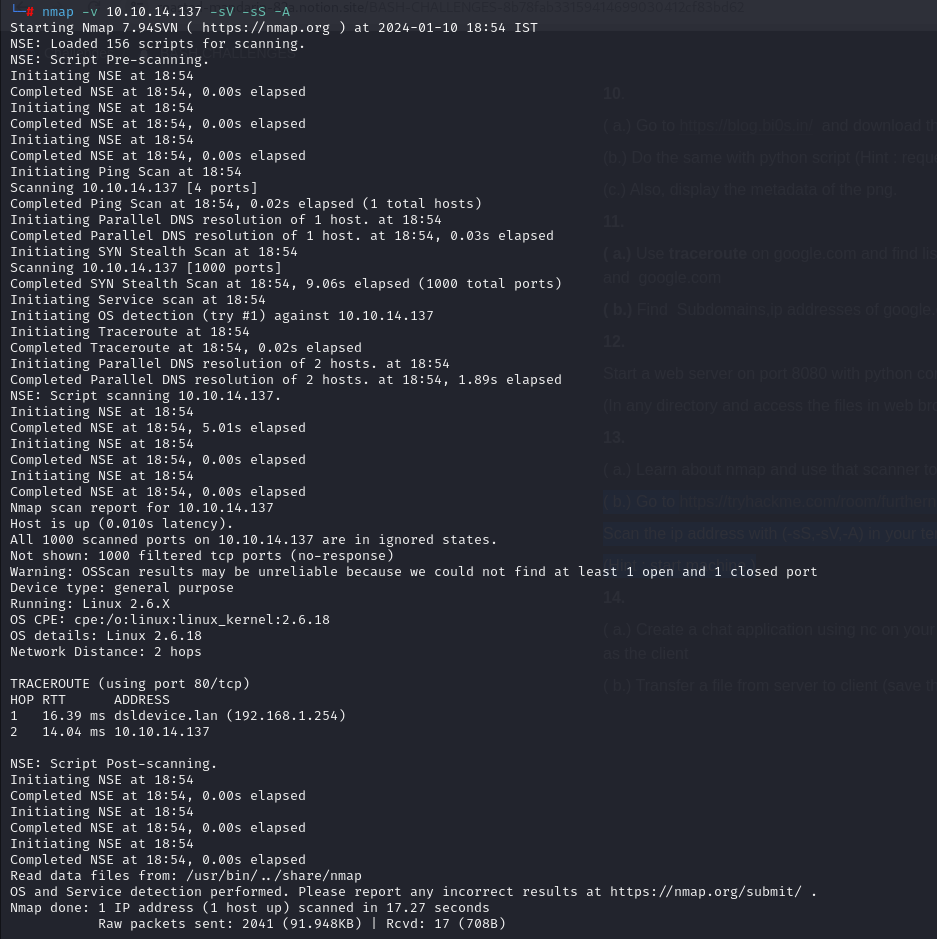 └─# nmap -v 10.10.14.137 -sV -sS -A
Starting Nmap 7.94SVN ( https://nmap.org ) at 2024-01-10 18:54 IST
NSE: Loaded 156 scripts for scanning.
NSE: Script Pre-scanning.
Initiating NSE at 18:54
Completed NSE at 18:54, 0.00s elapsed
Initiating NSE at 18:54
Completed NSE at 18:54, 0.00s elapsed
Initiating NSE at 18:54
Completed NSE at 18:54, 0.00s elapsed
Initiating Ping Scan at 18:54
Scanning 10.10.14.137 [4 ports]
Completed Ping Scan at 18:54, 0.02s elapsed (1 total hosts)
Initiating Parallel DNS resolution of 1 host. at 18:54
Completed Parallel DNS resolution of 1 host. at 18:54, 0.03s elapsed
Initiating SYN Stealth Scan at 18:54
Scanning 10.10.14.137 [1000 ports]
Completed SYN Stealth Scan at 18:54, 9.06s elapsed (1000 total ports)
Initiating Service scan at 18:54
Initiating OS detection (try #1) against 10.10.14.137
Initiating Traceroute at 18:54
Completed Traceroute at 18:54, 0.02s elapsed
Initiating Parallel DNS resolution of 2 hosts. at 18:54
Completed Parallel DNS resolution of 2 hosts. at 18:54, 1.89s elapsed
NSE: Script scanning 10.10.14.137.
Initiating NSE at 18:54
Completed NSE at 18:54, 5.01s elapsed
Initiating NSE at 18:54
Completed NSE at 18:54, 0.00s elapsed
Initiating NSE at 18:54
Completed NSE at 18:54, 0.00s elapsed
Nmap scan report for 10.10.14.137
Host is up (0.010s latency).
All 1000 scanned ports on 10.10.14.137 are in ignored states.
Not shown: 1000 filtered tcp ports (no-response)
Warning: OSScan results may be unreliable because we could not find at least 1 open and 1 closed port
Device type: general purpose
Running: Linux 2.6.X
OS CPE: cpe:/o:linux:linux_kernel:2.6.18
OS details: Linux 2.6.18
Network Distance: 2 hops
TRACEROUTE (using port 80/tcp)
HOP RTT      ADDRESS
1   16.39 ms dsldevice.lan (192.168.1.254)
2   14.04 ms 10.10.14.137
NSE: Script Post-scanning.
Initiating NSE at 18:54
Completed NSE at 18:54, 0.00s elapsed
Initiating NSE at 18:54
Completed NSE at 18:54, 0.00s elapsed
Initiating NSE at 18:54
Completed NSE at 18:54, 0.00s elapsed
Read data files from: /usr/bin/../share/nmap
OS and Service detection performed. Please report any incorrect results at https://nmap.org/submit/ .
Nmap done: 1 IP address (1 host up) scanned in 17.27 seconds
           Raw packets sent: 2041 (91.948KB) | Rcvd: 17 (708B)
10.
( a.) Go to and download
(b.) Do the same with python script (Hint :
(c.) Also, display the metadata of the png.
11.
( a.) Use traceroute on google.com and find
and google.com
( b.) Find Subdomains,ip addresses of google.
12.
Start a web server on port 8080 with python
(In any directory and access the files in web
13.
( a.) Learn about nmap and use that scanner to
( b.) Go to
Scan the ip address with (-sS,-sV,-A) in your
14.
( a.) Create a chat application using nc on your
as the client
( b.) Transfer a file from server to client (save